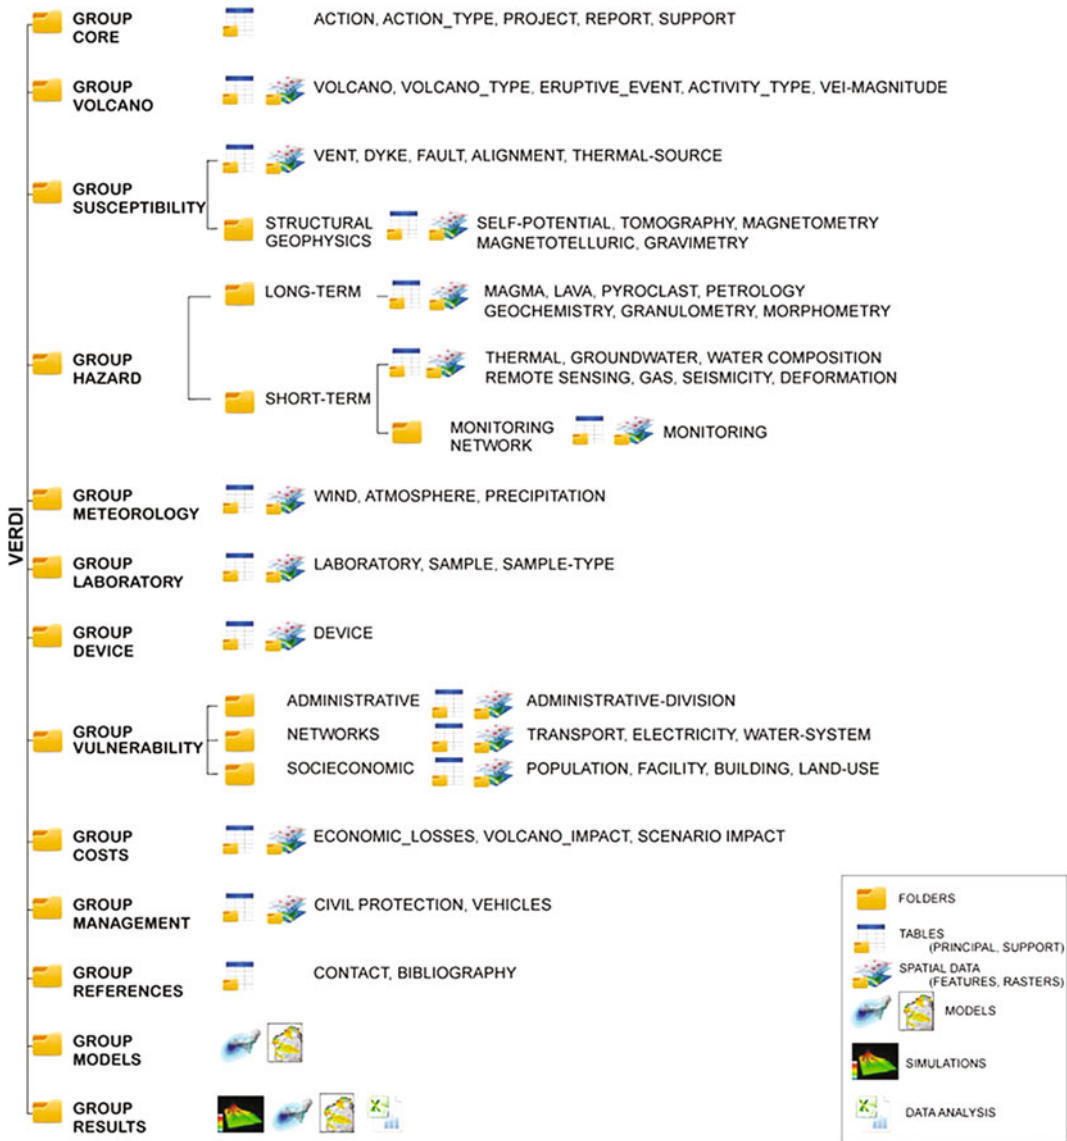 VERDI
GROUP
CORE
ACTION, ACTION_TYPE, PROJECT, REPORT, SUPPORT
GROUP
VOLCANO
VOLCANO, VOLCANO_TYPE, ERUPTIVE_EVENT, ACTIVITY_TYPE, VEI-MAGNITUDE
GROUP
SUSCEPTIBILITY
VENT, DYKE, FAULT, ALIGNMENT, THERMAL-SOURCE
STRUCTURAL
GEOPHYSICS
SELF-POTENTIAL, TOMOGRAPHY, MAGNETOMETRY
MAGNETOTELLURIC, GRAVIMETRY
GROUP
HAZARD
LONG-TERM
MAGMA, LAVA, PYROCLAST, PETROLOGY
GEOCHEMISTRY, GRANULOMETRY, MORPHOMETRY
SHORT-TERM
THERMAL, GROUNDWATER, WATER COMPOSITION
REMOTE SENSING, GAS, SEISMICITY, DEFORMATION
MONITORING
NETWORK
MONITORING
GROUP
METEOROLOGY
WIND, ATMOSPHERE, PRECIPITATION
GROUP
LABORATORY
LABORATORY, SAMPLE, SAMPLE-TYPE
GROUP
DEVICE
DEVICE
GROUP
VULNERABILITY
ADMINISTRATIVE
ADMINISTRATIVE-DIVISION
NETWORKS
TRANSPORT, ELECTRICITY, WATER-SYSTEM
SOCIECONOMIC
POPULATION, FACILITY, BUILDING, LAND-USE
GROUP
COSTS
ECONOMIC_LOSSES, VOLCANO_IMPACT, SCENARIO IMPACT
GROUP
MANAGEMENT
CIVIL PROTECTION, VEHICLES
GROUP
REFERENCES
CONTACT, BIBLIOGRAPHY
GROUP
MODELS
GROUP
RESULTS
FOLDERS
TABLES
(PRINCIPAL, SUPPORT)
SPATIAL DATA
(FEATURES, RASTERS)
MODELS
SIMULATIONS
DATA ANALYSIS